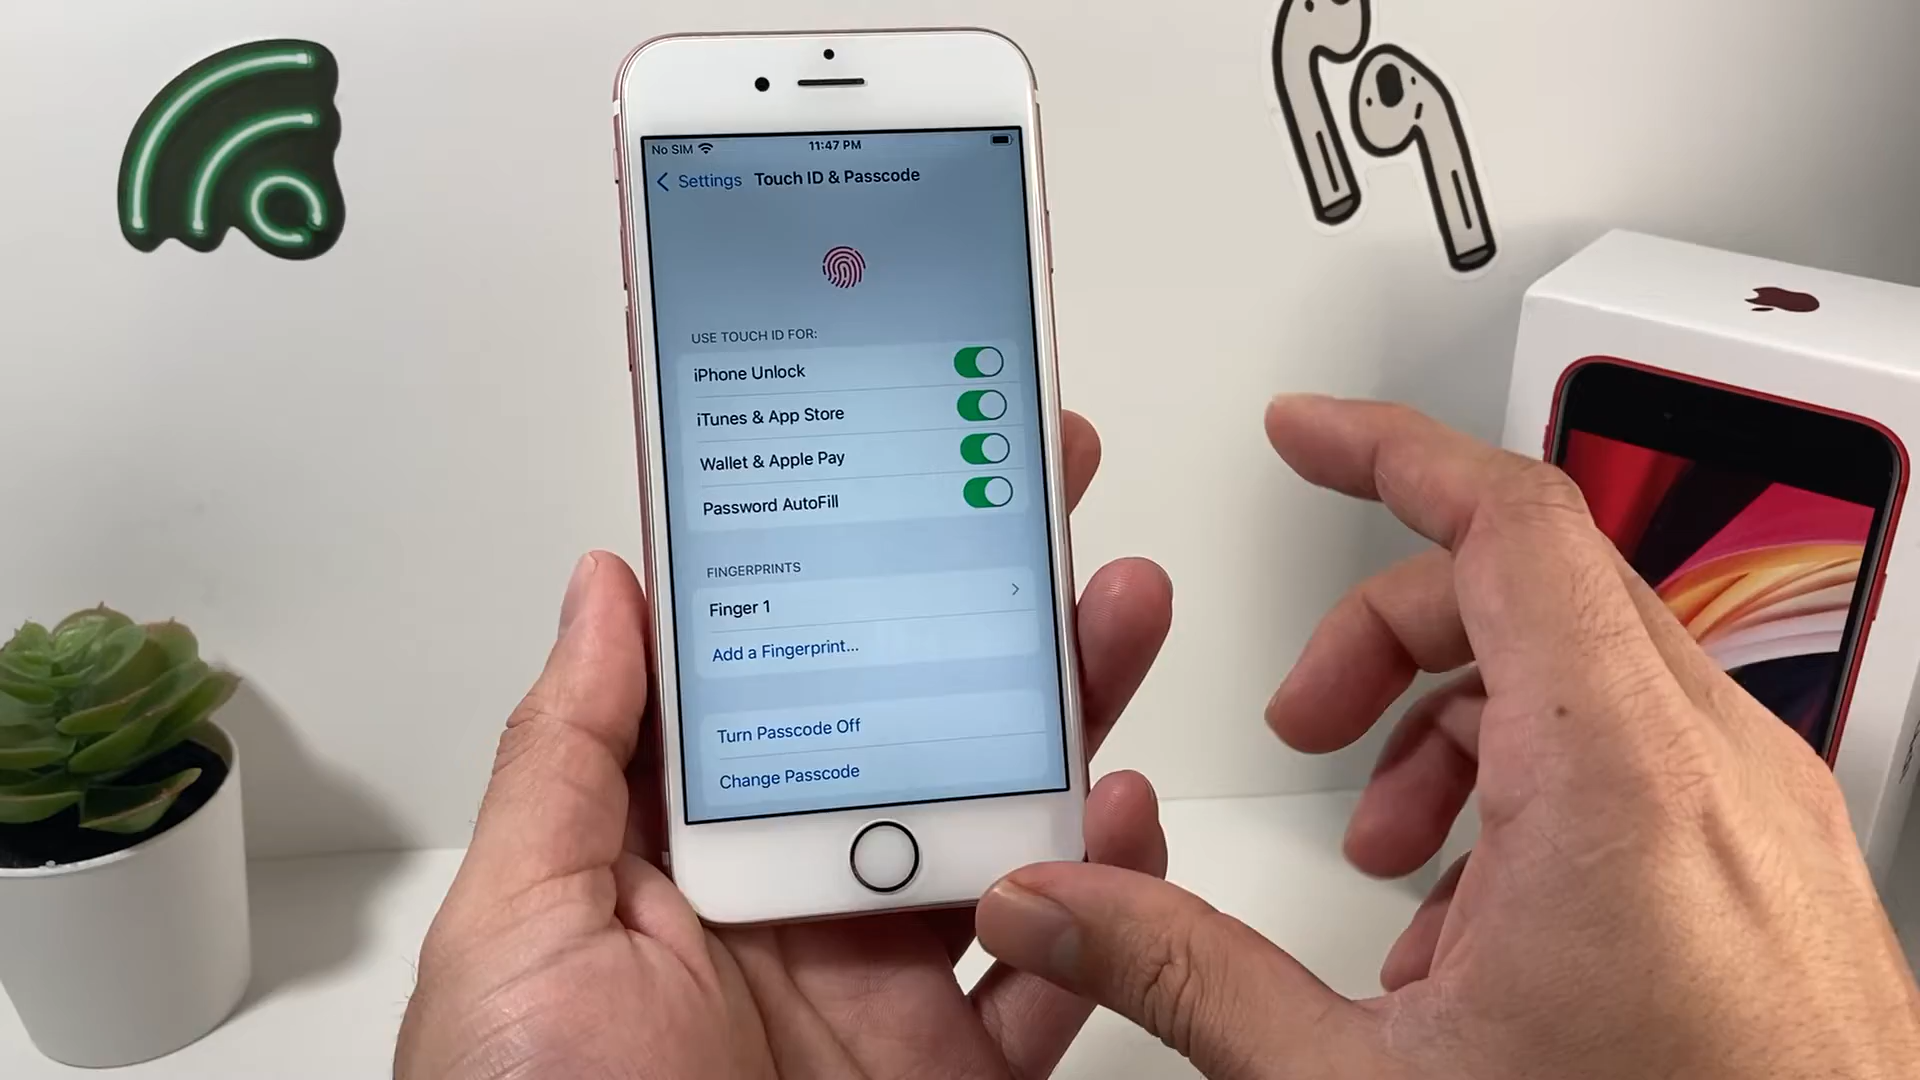 No SIM 11:47 PM
Settings Touch ID & Passcode
USE TOUCH ID FOR:
iPhone Unlock
iTunes & App Store
Wallet & Apple Pay
Password AutoFill
FINGERPRINTS
Finger 1
Add a Fingerprint...
Turn Passcode Off
Change Passcode